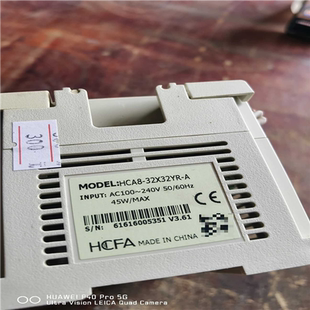 MODEL:HCA8-32X32YR-A
INPUT: AC100~240V 50/60Hz
45W/MAX
S/N: 61616005351 V3.61
HCFA MADE IN CHINA
HUAWEI P40 Pro 5G
Ultra Vision LEICA Quad Camera